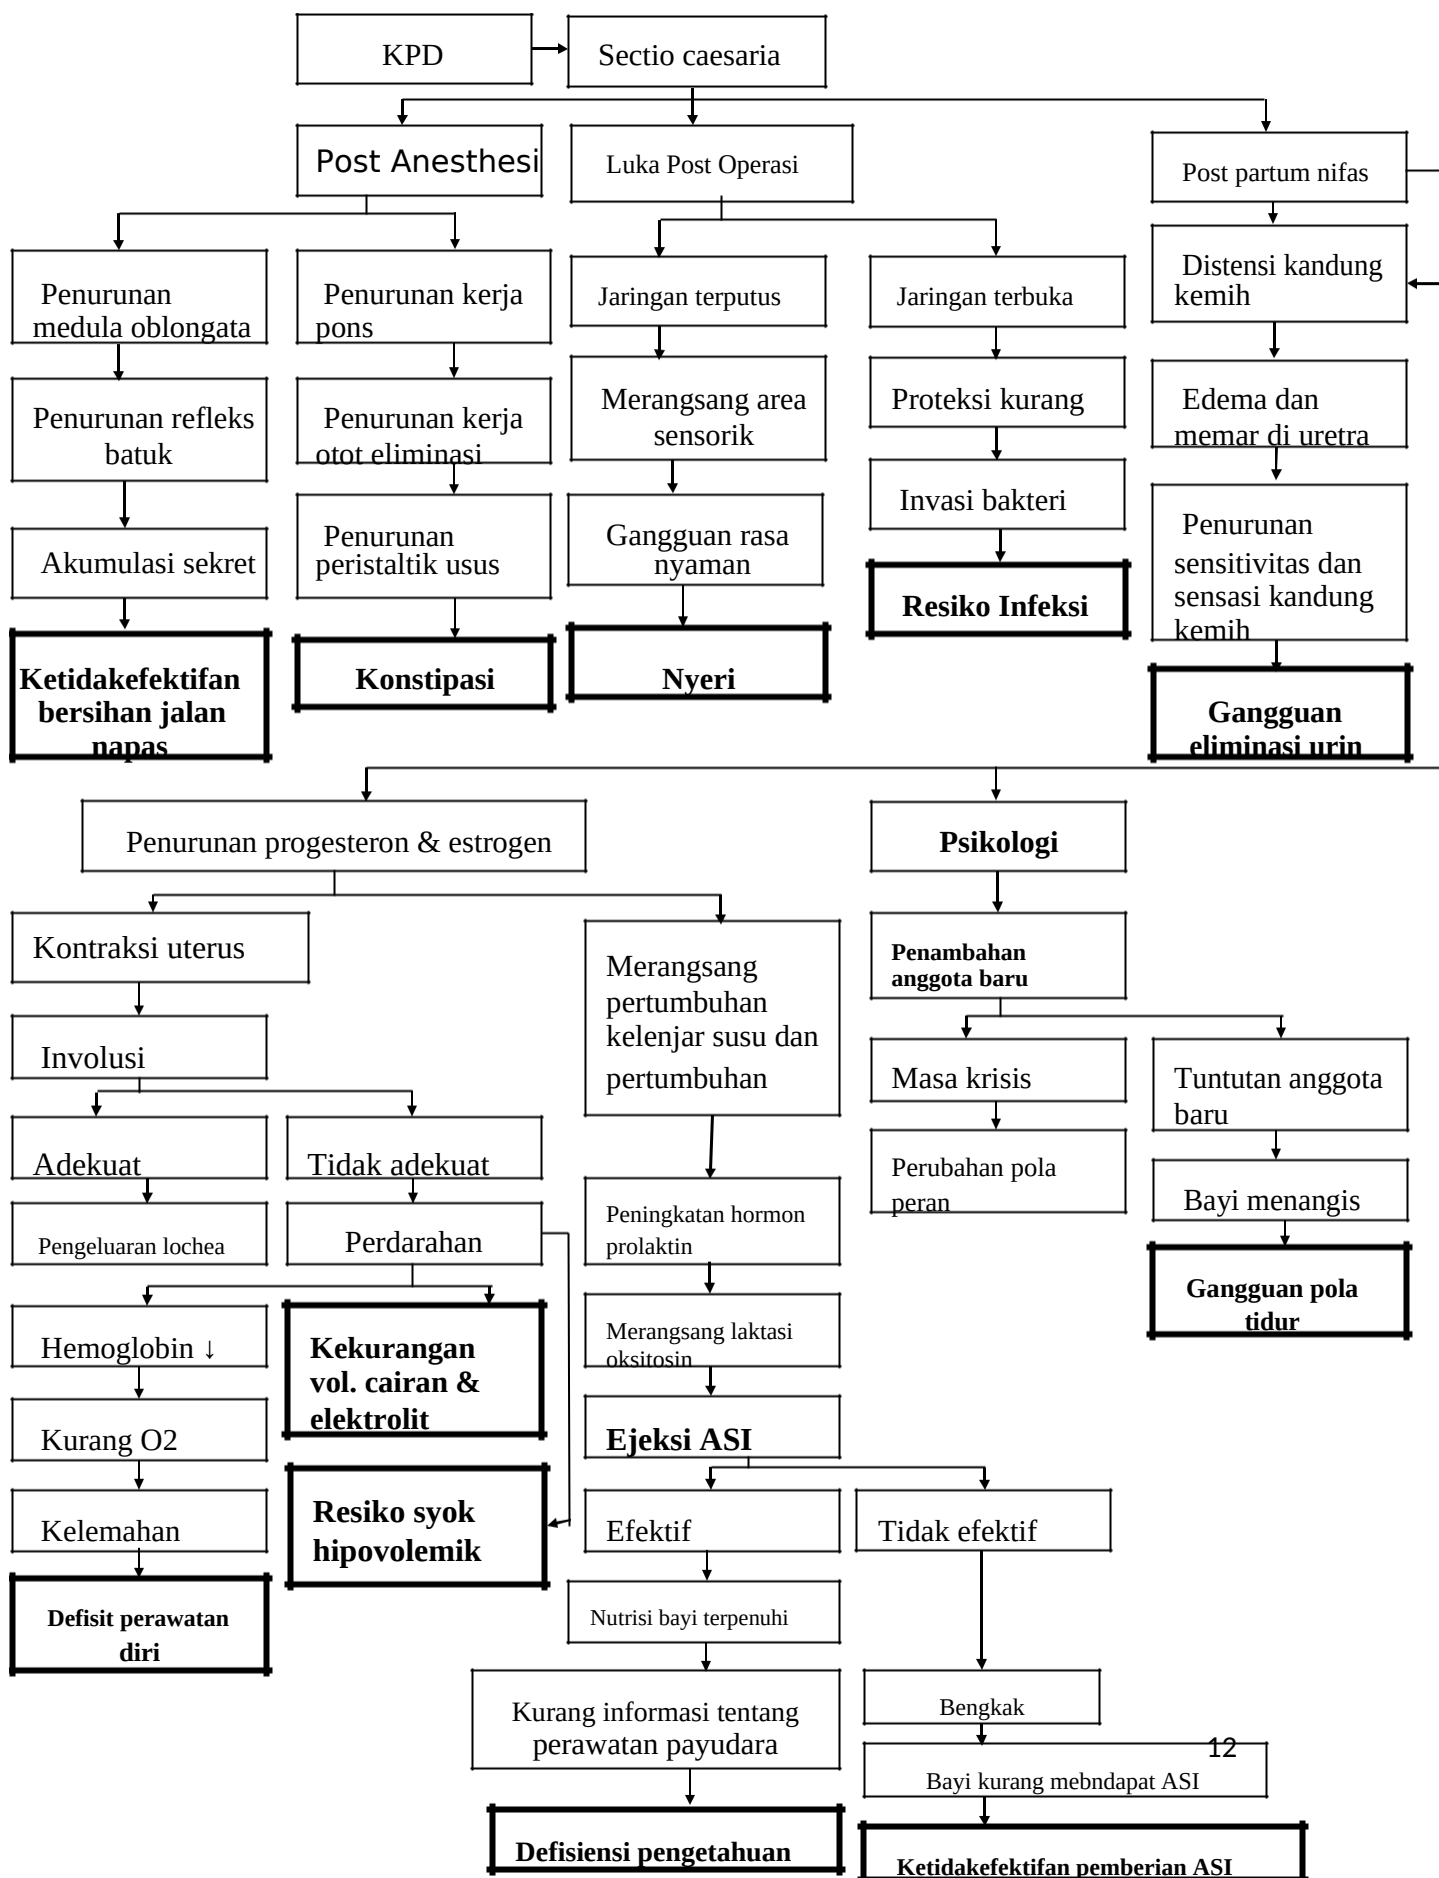 KPD
Sectio caesaria
Post Anesthesi
Luka Post Operasi
Post partum nifas
Penurunan
medula oblongata
Penurunan kerja
pons
Jaringan terputus
Jaringan terbuka
Distensi kandung
kemih
Penurunan refleks
batuk
Penurunan kerja
otot eliminasi
Merangsang area
sensorik
Proteksi kurang
Edema dan
memar di uretra
Akumulasi sekret
Penurunan
peristaltik usus
Gangguan rasa
nyaman
Invasi bakteri
Penurunan
sensitivitas dan
sensasi kandung
kemih
Ketidakefektifan
bersihan jalan
napas
Konstipasi
Nyeri
Resiko Infeksi
Gangguan
eliminasi urin
Penurunan progesteron & estrogen
Psikologi
Kontraksi uterus
Merangsang
pertumbuhan
kelenjar susu dan
pertumbuhan
Penambahan
anggota baru
Involusi
Masa krisis
Tuntutan anggota
baru
Adekuat
Tidak adekuat
Perubahan pola
peran
Bayi menangis
Pengeluaran lochea
Perdarahan
Peningkatan hormon
prolaktin
Gangguan pola
tidur
Hemoglobin ↓
Kekurangan
vol. cairan &
elektrolit
Merangsang laktasi
oksitosin
Kurang O2
Ejeksi ASI
Kelemahan
Resiko syok
hipovolemik
Efektif
Tidak efektif
Defisit perawatan
diri
Nutrisi bayi terpenuhi
Kurang informasi tentang
perawatan payudara
Bengkak
12
Bayi kurang mebndapat ASI
Defisiensi pengetahuan
Ketidakefektifan pemberian ASI